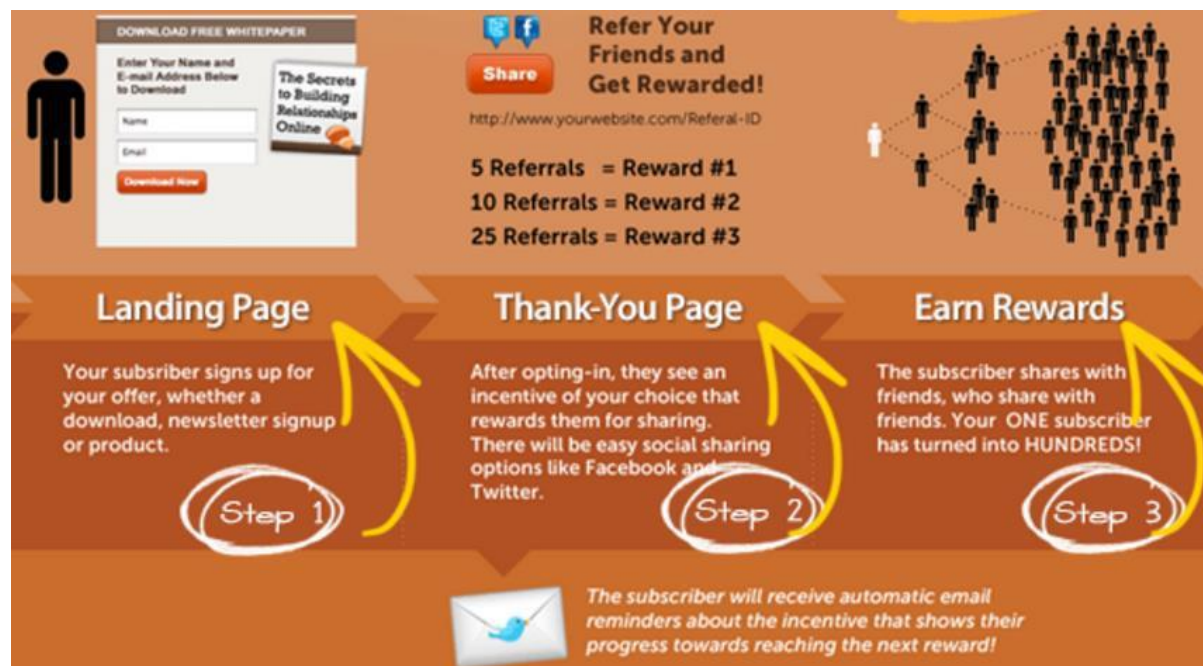 DOWNLOAD FREE WHITEPAPER
Enter Your Name and
E-mail Address Below
to Download
Name
Email
Download Now
The Secrets
to Building
Relationships
Online
f
Share
Refer Your
Friends and
Get Rewarded!
http://www.yourwebsite.com/Referal-ID
5 Referrals = Reward #1
10 Referrals = Reward #2
25 Referrals = Reward #3
Landing Page
Your subsriber signs up for
your offer, whether a
download, newsletter signup
or product.
Step 1
Thank-You Page
After opting-in, they see an
incentive of your choice that
rewards them for sharing.
There will be easy social sharing
options like Facebook and
Twitter.
Step 2
Earn Rewards
The subscriber shares with
friends, who share with
friends. Your ONE subscriber
has turned into HUNDREDS!
Step 3
The subscriber will receive automatic email
reminders about the incentive that shows their
progress towards reaching the next reward!